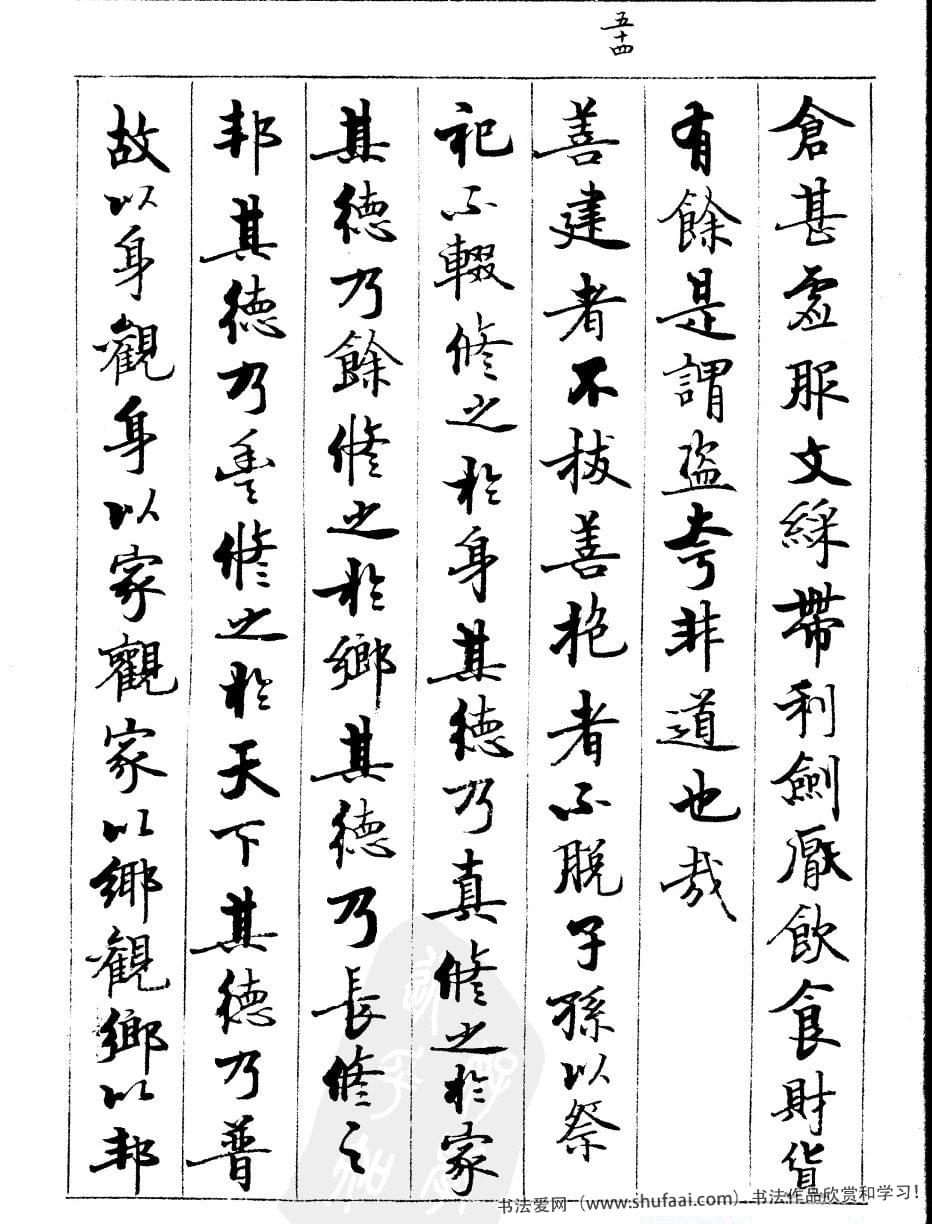 五十四
倉甚虛服文綵帶利劍厭飲食財貨
有餘是謂盜夸非道也哉
善建者不拔善抱者不脫子孫以祭
祀不輟修之於身其德乃真修之於家
其德乃餘修之於鄉其德乃長修之
邦其德乃豐修之於天下其德乃普
故以身觀身以家觀家以鄉觀鄉以邦
书法爱网 (www.shufaai.com) 书法作品欣赏和学习！